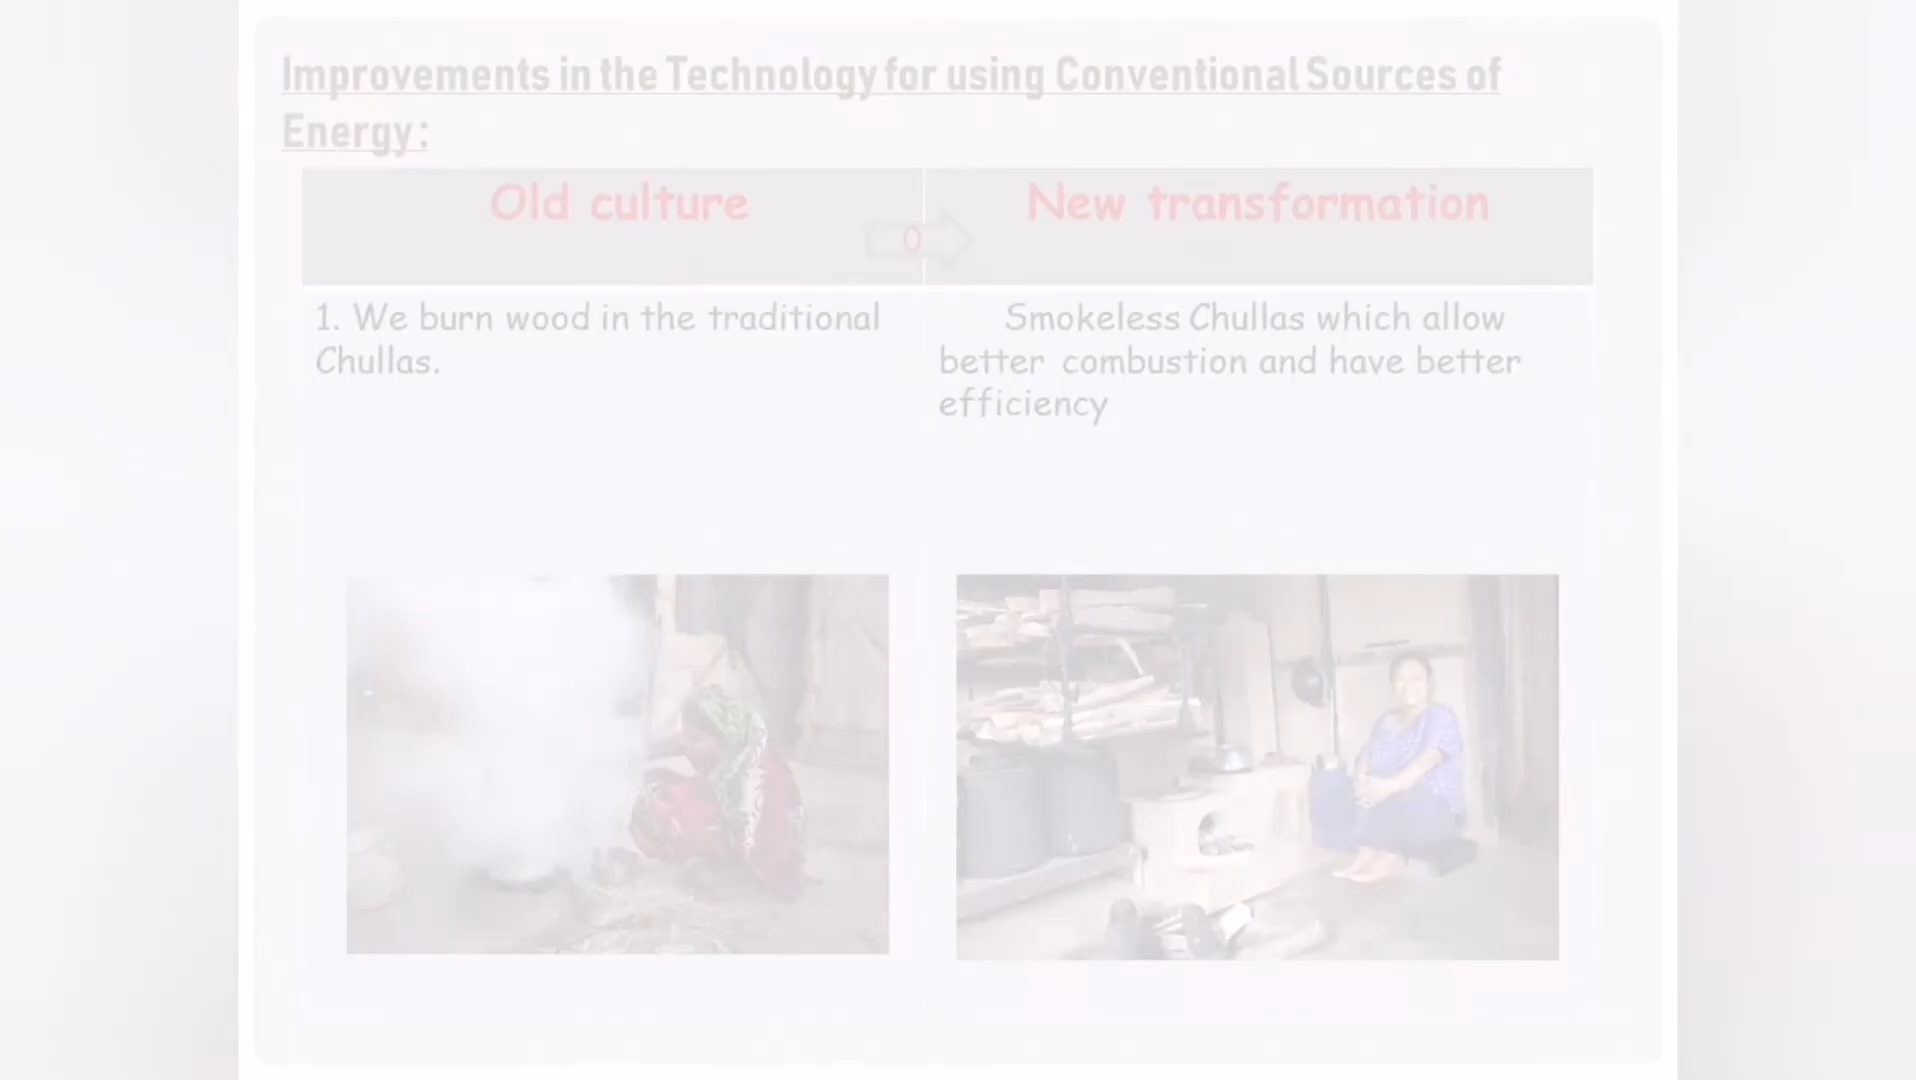 Improvements in the Technology for using Conventional Sources of
Energy :
Old culture
New transformation
0
1. We burn wood in the traditional
Chullas.
Smokeless Chullas which allow
better combustion and have better
efficiency